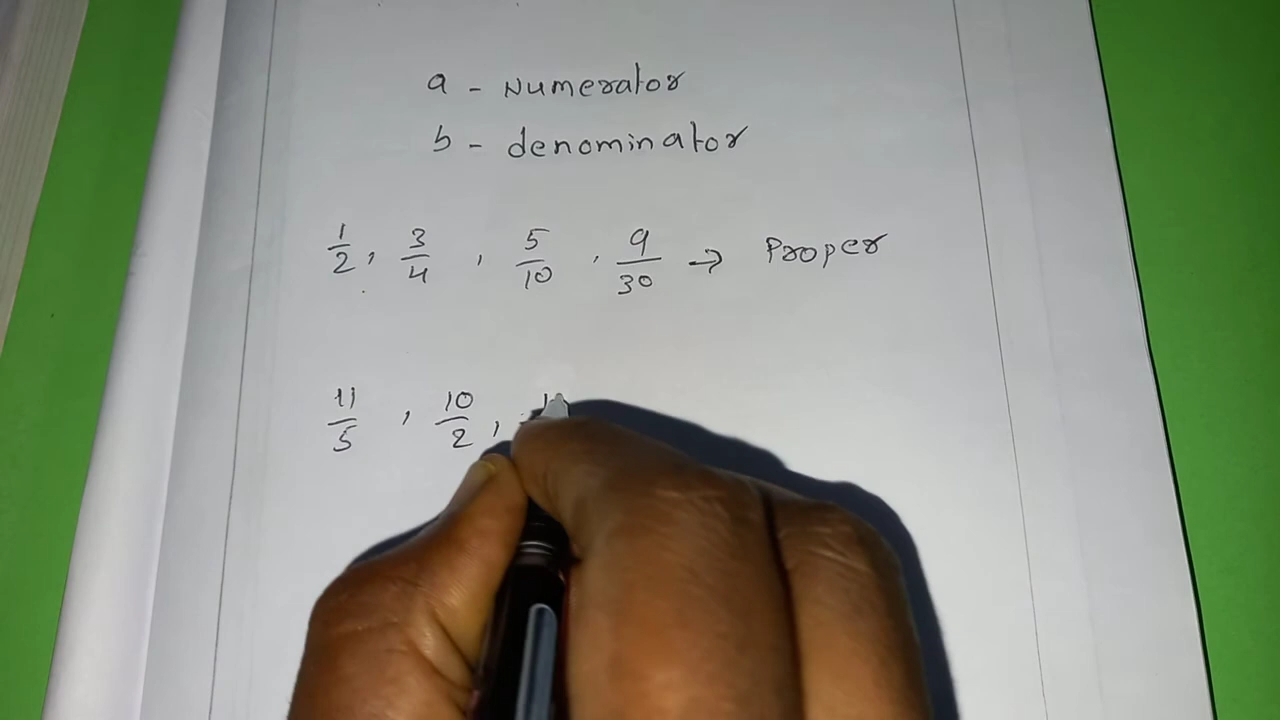 a - Numerator
b - denominator
1/2, 3/4, 5/10, 9/30 → Proper
11/5, 10/2,